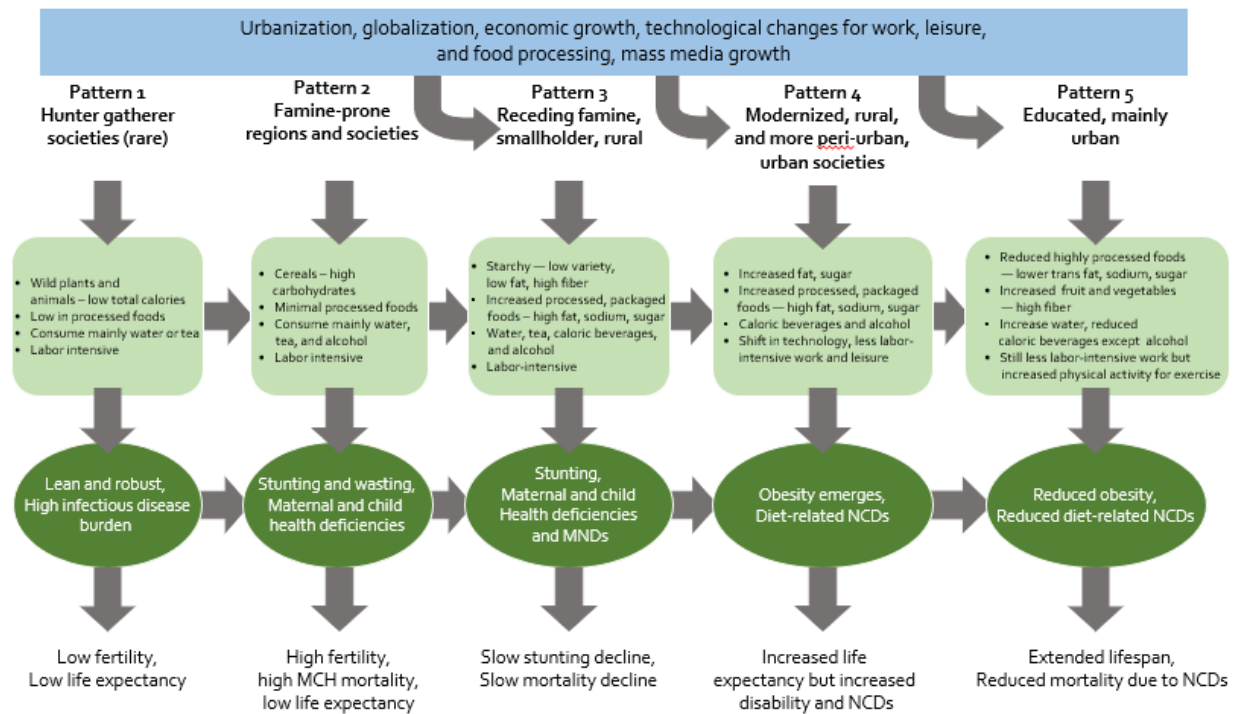 Urbanization, globalization, economic growth, technological changes for work, leisure,
and food processing, mass media growth
Pattern 1
Hunter gatherer
societies (rare)
Pattern 2
Famine-prone
regions and societies
Pattern 3
Receding famine,
smallholder, rural
Pattern 4
Modernized, rural,
and more peri-urban,
urban societies
Pattern 5
Educated, mainly
urban
• Wild plants and
animals – low total calories
• Low in processed foods
• Consume mainly water or tea
• Labor intensive
• Cereals – high
carbohydrates
• Minimal processed foods
• Consume mainly water,
tea, and alcohol
• Labor intensive
• Starchy — low variety,
low fat, high fiber
• Increased processed, packaged
foods – high fat, sodium, sugar
• Water, tea, caloric beverages,
and alcohol
• Labor-intensive
• Increased fat, sugar
• Increased processed, packaged
foods — high fat, sodium, sugar
• Caloric beverages and alcohol
• Shift in technology, less labor-
intensive work and leisure
• Reduced highly processed foods
— lower trans fat, sodium, sugar
• Increased fruit and vegetables
— high fiber
• Increase water, reduced
caloric beverages except alcohol
• Still less labor-intensive work but
increased physical activity for exercise
Lean and robust,
High infectious disease
burden
Stunting and wasting,
Maternal and child
health deficiencies
Stunting,
Maternal and child
Health deficiencies
and MNDs
Obesity emerges,
Diet-related NCDs
Reduced obesity,
Reduced diet-related NCDs
Low fertility,
Low life expectancy
High fertility,
high MCH mortality,
low life expectancy
Slow stunting decline,
Slow mortality decline
Increased life
expectancy but increased
disability and NCDs
Extended lifespan,
Reduced mortality due to NCDs